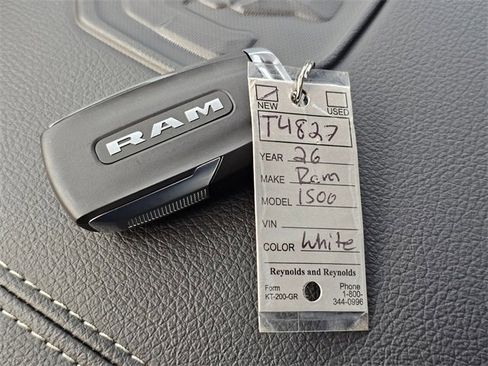 RAM
NEW USED
T4827
YEAR 26
MAKE Ram
MODEL 1500
VIN
COLOR White
Reynolds and Reynolds
Form Phone
KT-200-GR 1-800-
344-0996